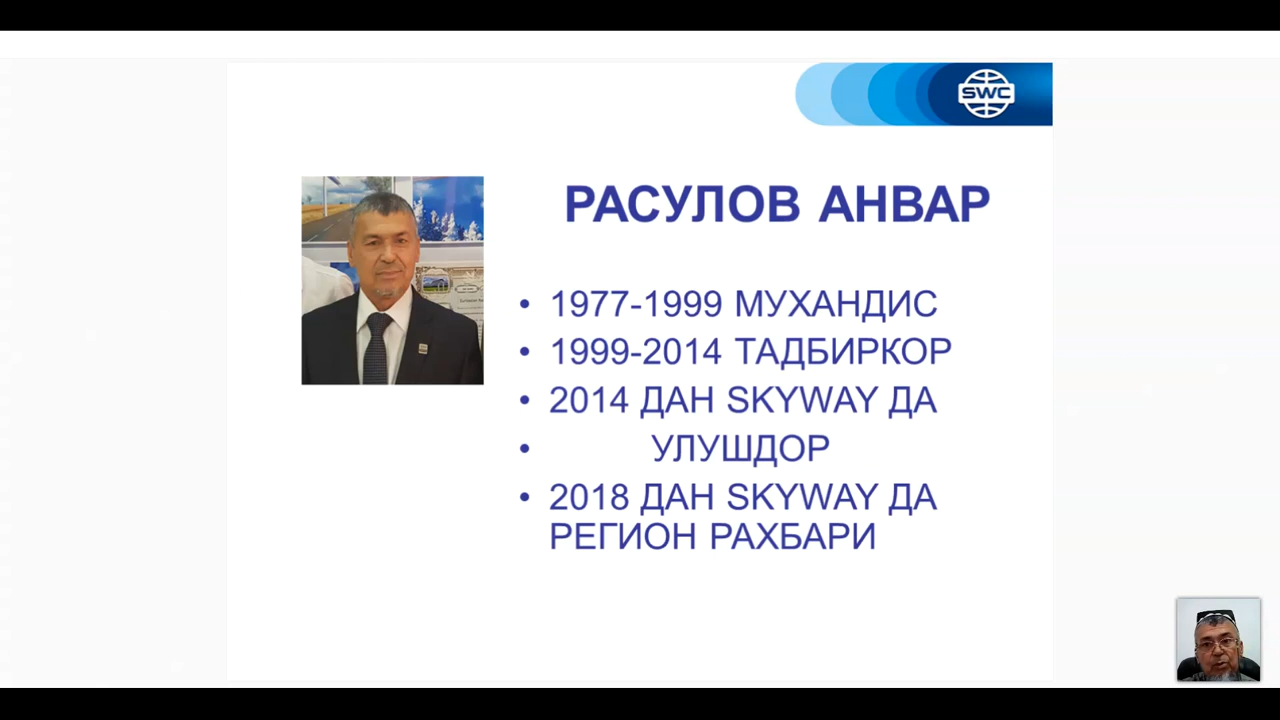 SWC
РАСУЛОВ АНВАР
• 1977-1999 МУХАНДИС
• 1999-2014 ТАДБИРКОР
• 2014 ДАН SKYWAY ДА
• УЛУШДОР
• 2018 ДАН SKYWAY ДА
РЕГИОН РАХБАРИ